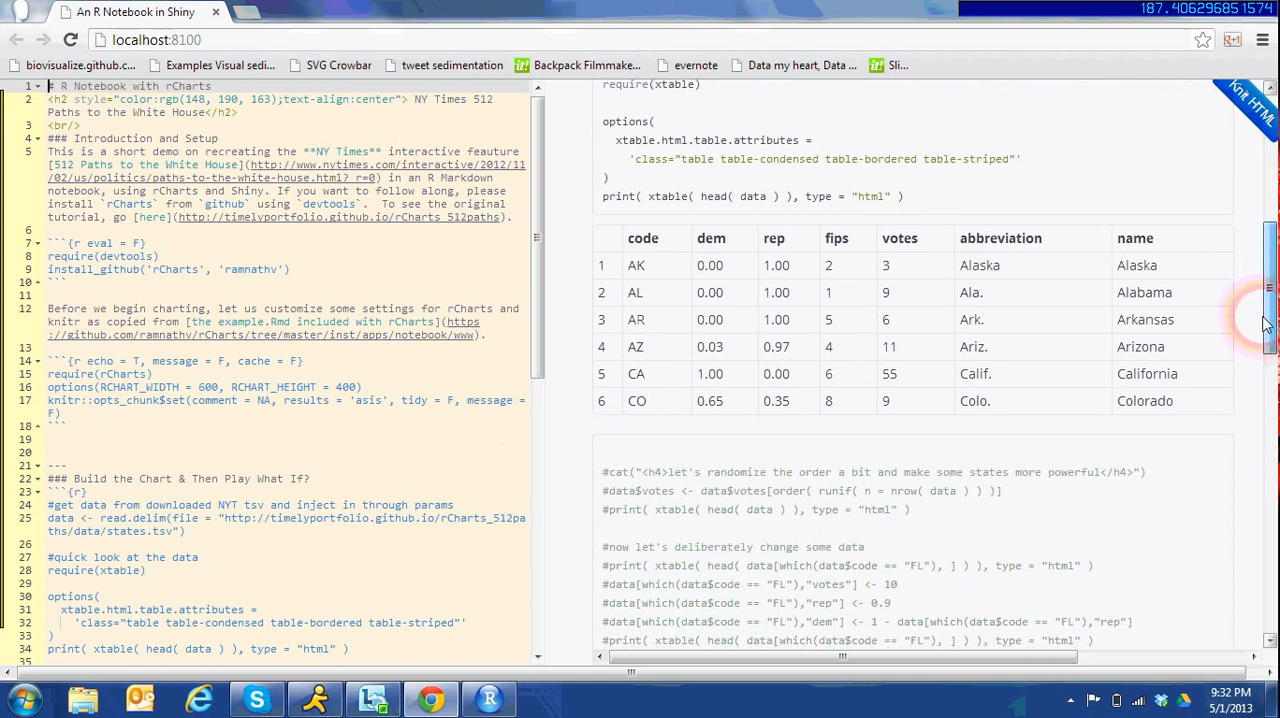 An R Notebook in Shiny
187.406296851574
localhost:8100
biovisualize.github.c... Examples Visual sedi... SVG Crowbar tweet sedimentation Backpack Filmmake... evernote Data my heart, Data ... Sli...
1 # R Notebook with rCharts
2 <h2 style="color:rgb(148, 190, 163);text-align:center"> NY Times 512
Paths to the White House</h2>
3 <br/>
4 ### Introduction and Setup
5 This is a short demo on recreating the **NY Times** interactive feauture
[512 Paths to the White House](http://www.nytimes.com/interactive/2012/11
/02/us/politics/paths-to-the-white-house.html?_r=0) in an R Markdown
notebook, using rCharts and Shiny. If you want to follow along, please
install `rCharts` from `github` using `devtools`. To see the original
tutorial, go [here](http://timelyportfolio.github.io/rCharts_512paths).
6
7 ```{r eval = F}
8 require(devtools)
9 install_github('rCharts', 'ramnathv')
10 ```
11
12 Before we begin charting, let us customize some settings for rCharts and
knitr as copied from [the example.Rmd included with rCharts](https
://github.com/ramnathv/rCharts/tree/master/inst/apps/notebook/www).
13
14 ```{r echo = T, message = F, cache = F}
15 require(rCharts)
16 options(RCHART_WIDTH = 600, RCHART_HEIGHT = 400)
17 knitr::opts_chunk$set(comment = NA, results = 'asis', tidy = F, message =
F)
18 ```
19
20
21 ---
22 ### Build the Chart & Then Play What If?
23 ```{r}
24 #get data from downloaded NYT tsv and inject in through params
25 data <- read.delim(file = "http://timelyportfolio.github.io/rCharts_512pa
ths/data/states.tsv")
26
27 #quick look at the data
28 require(xtable)
29
30 options(
31 xtable.html.table.attributes =
32 'class="table table-condensed table-bordered table-striped"'
33 )
34 print( xtable( head( data ) ), type = "html" )
35
Knit HTML
require(xtable)
options(
xtable.html.table.attributes =
'class="table table-condensed table-bordered table-striped"'
)
print( xtable( head( data ) ), type = "html" )
code dem rep fips votes abbreviation name
1 AK 0.00 1.00 2 3 Alaska Alaska
2 AL 0.00 1.00 1 9 Ala. Alabama
3 AR 0.00 1.00 5 6 Ark. Arkansas
4 AZ 0.03 0.97 4 11 Ariz. Arizona
5 CA 1.00 0.00 6 55 Calif. California
6 CO 0.65 0.35 8 9 Colo. Colorado
#cat("<h4>let's randomize the order a bit and make some states more powerful</h4>")
#data$votes <- data$votes[order( runif( n = nrow( data ) ) )]
#print( xtable( head( data ) ), type = "html" )
#now let's deliberately change some data
#print( xtable( head( data[which(data$code == "FL"), ] ) ), type = "html" )
#data[which(data$code == "FL"),"votes"] <- 10
#data[which(data$code == "FL"),"rep"] <- 0.9
#data[which(data$code == "FL"),"dem"] <- 1 - data[which(data$code == "FL"),"rep"]
#print( xtable( head( data[which(data$code == "FL"), ] ) ), type = "html" )
9:32 PM
5/1/2013